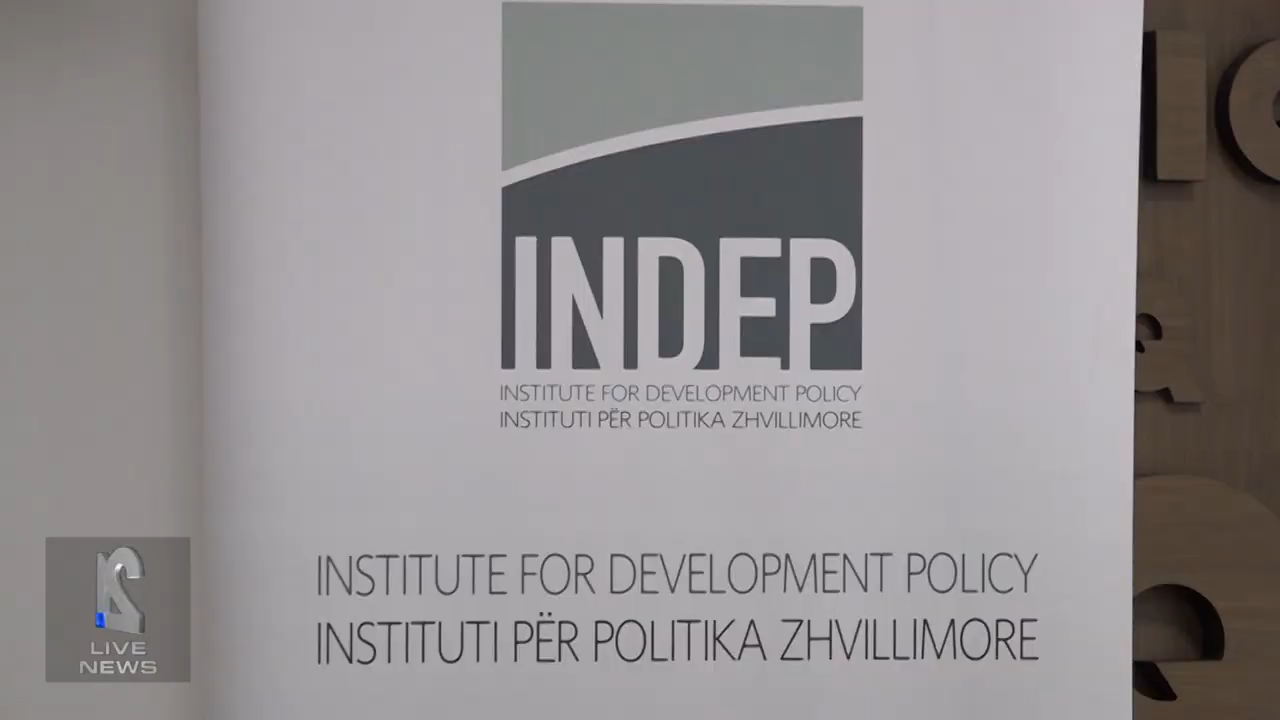 INDEP
INSTITUTE FOR DEVELOPMENT POLICY
INSTITUTI PËR POLITIKA ZHVILLIMORE
INSTITUTE FOR DEVELOPMENT POLICY
INSTITUTI PËR POLITIKA ZHVILLIMORE
LIVE
NEWS